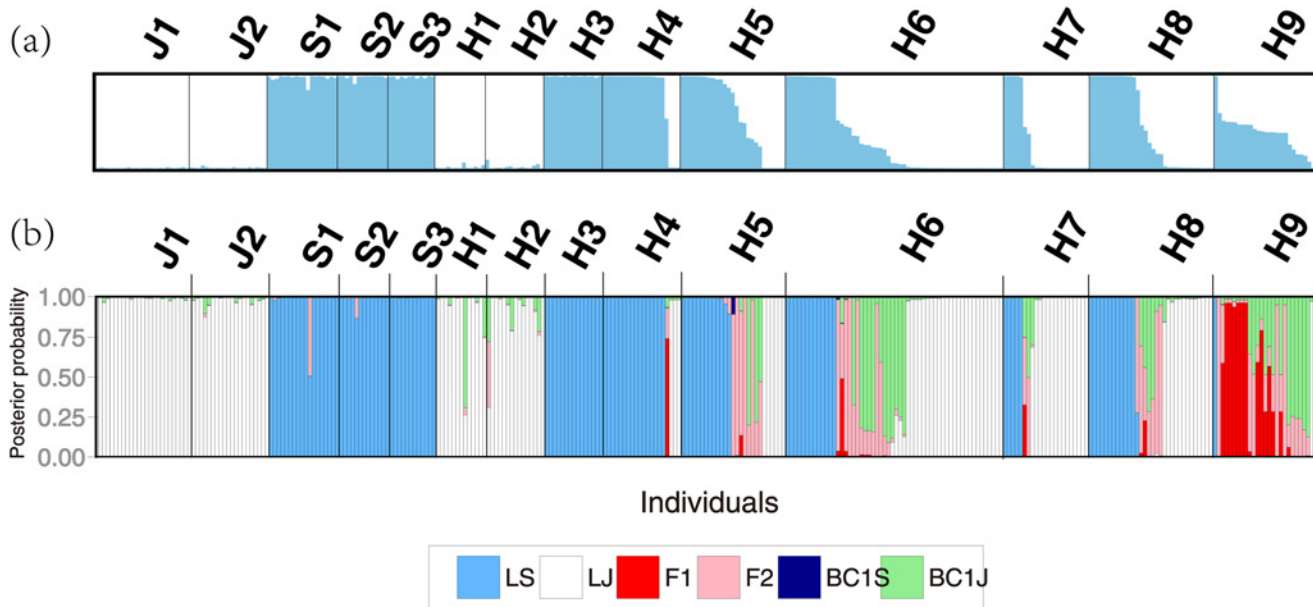 (a) J1 J2 S1 S2 S3 H1 H2 H3 H4 H5 H6 H7 H8 H9
(b) J1 J2 S1 S2 S3 H1 H2 H3 H4 H5 H6 H7 H8 H9
Posterior probability
1.00
0.75
0.50
0.25
0.00
Individuals
LS LJ F1 F2 BC1S BC1J